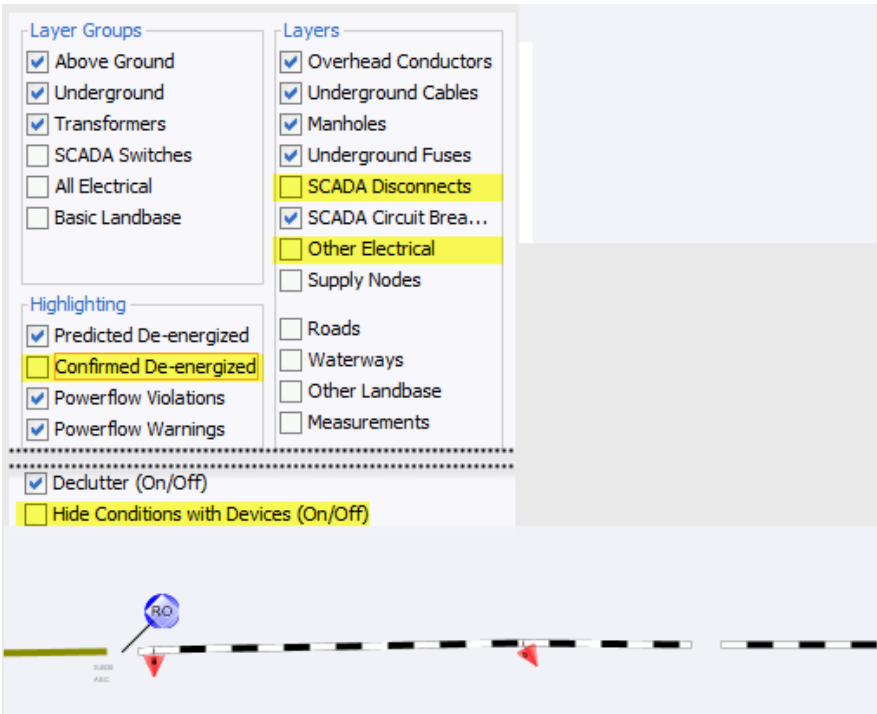 Layer Groups
Above Ground
Underground
Transformers
SCADA Switches
All Electrical
Basic Landbase
Highlighting
Predicted De-energized
Confirmed De-energized
Powerflow Violations
Powerflow Warnings
Layers
Overhead Conductors
Underground Cables
Manholes
Underground Fuses
SCADA Disconnects
SCADA Circuit Brea...
Other Electrical
Supply Nodes
Roads
Waterways
Other Landbase
Measurements
Declutter (On/Off)
Hide Conditions with Devices (On/Off)
RO
ABC